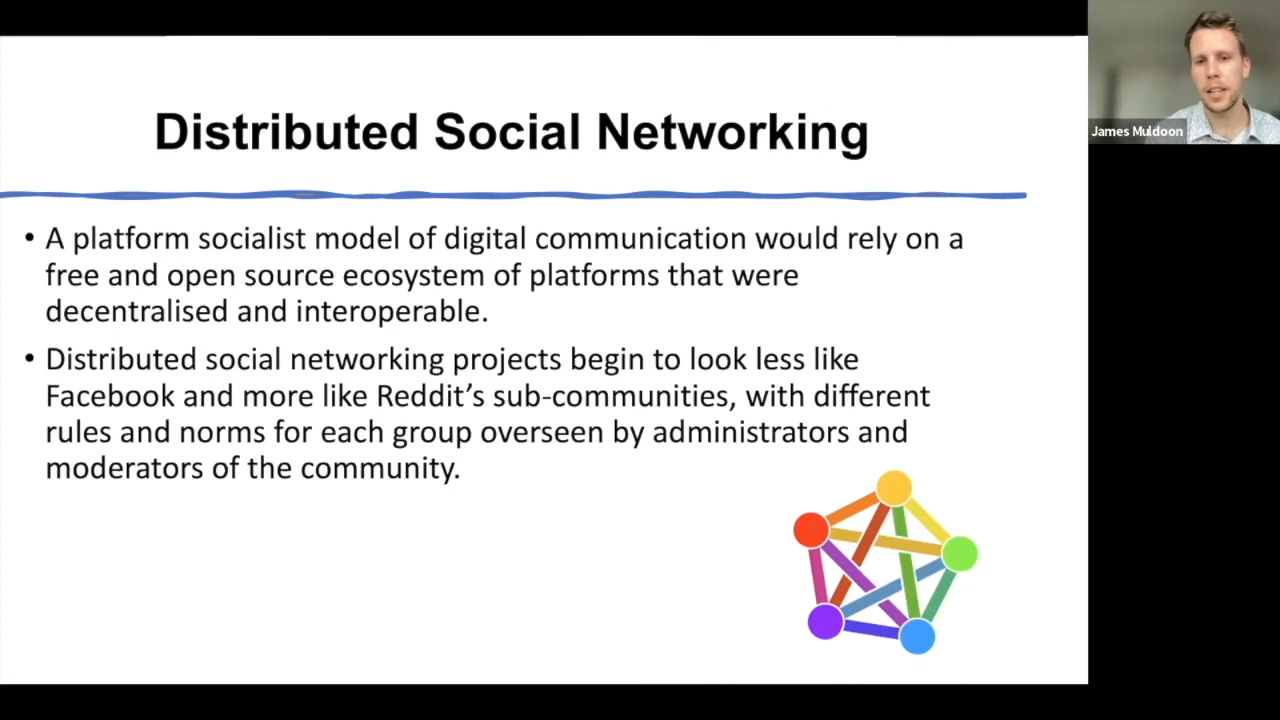 Distributed Social Networking
• A platform socialist model of digital communication would rely on a
free and open source ecosystem of platforms that were
decentralised and interoperable.
• Distributed social networking projects begin to look less like
Facebook and more like Reddit’s sub-communities, with different
rules and norms for each group overseen by administrators and
moderators of the community.
James Muldoon